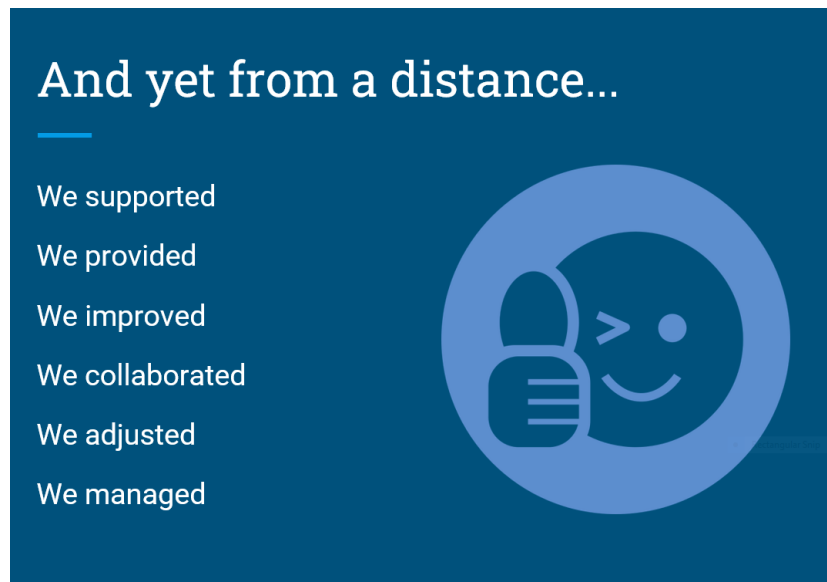 And yet from a distance...
We supported
We provided
We improved
We collaborated
We adjusted
We managed